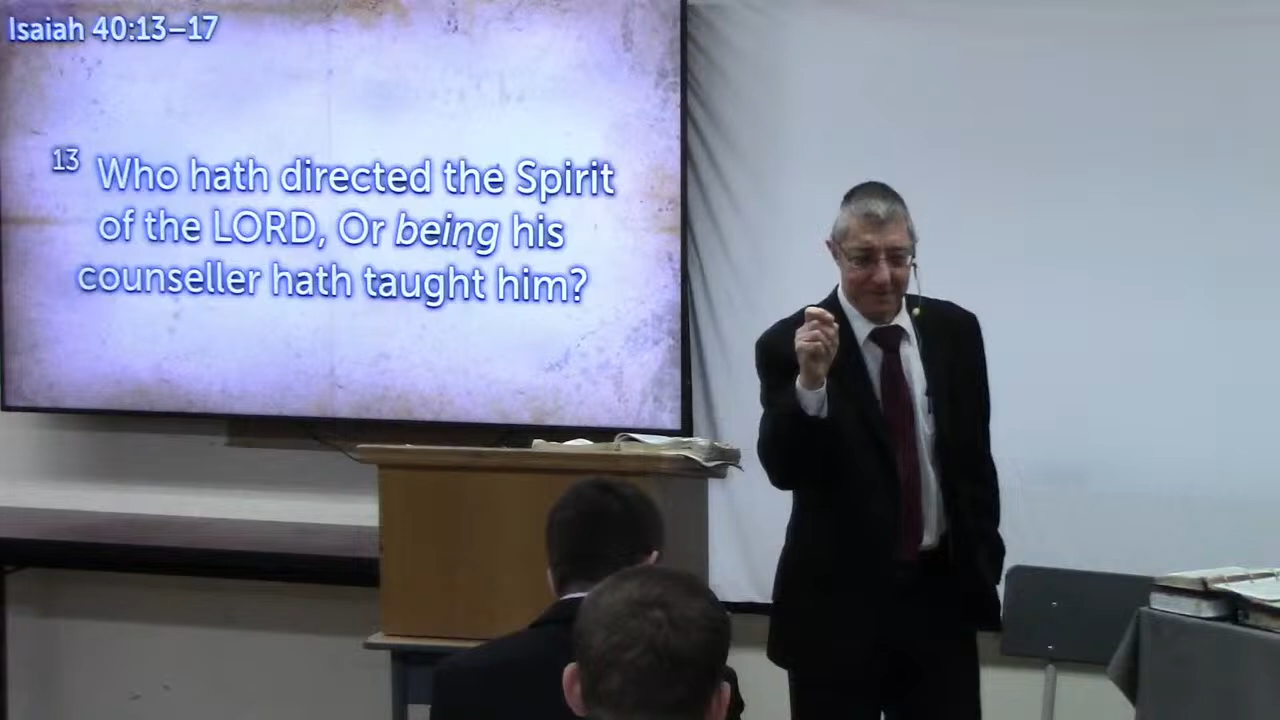 Isaiah 40:13–17
13 Who hath directed the Spirit
of the LORD, Or being his
counseller hath taught him?